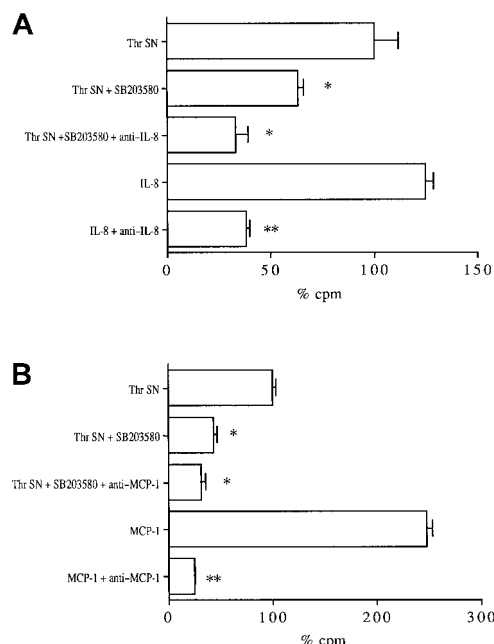 A
Thr SN
Thr SN + SB203580
*
Thr SN +SB203580 + anti-IL-8
*
IL-8
IL-8 + anti-IL-8
**
0 50 100 150
% cpm
B
Thr SN
Thr SN + SB203580
*
Thr SN + SB203580 + anti-MCP-1
*
MCP-1
MCP-1 + anti-MCP-1
**
0 100 200 300
% cpm